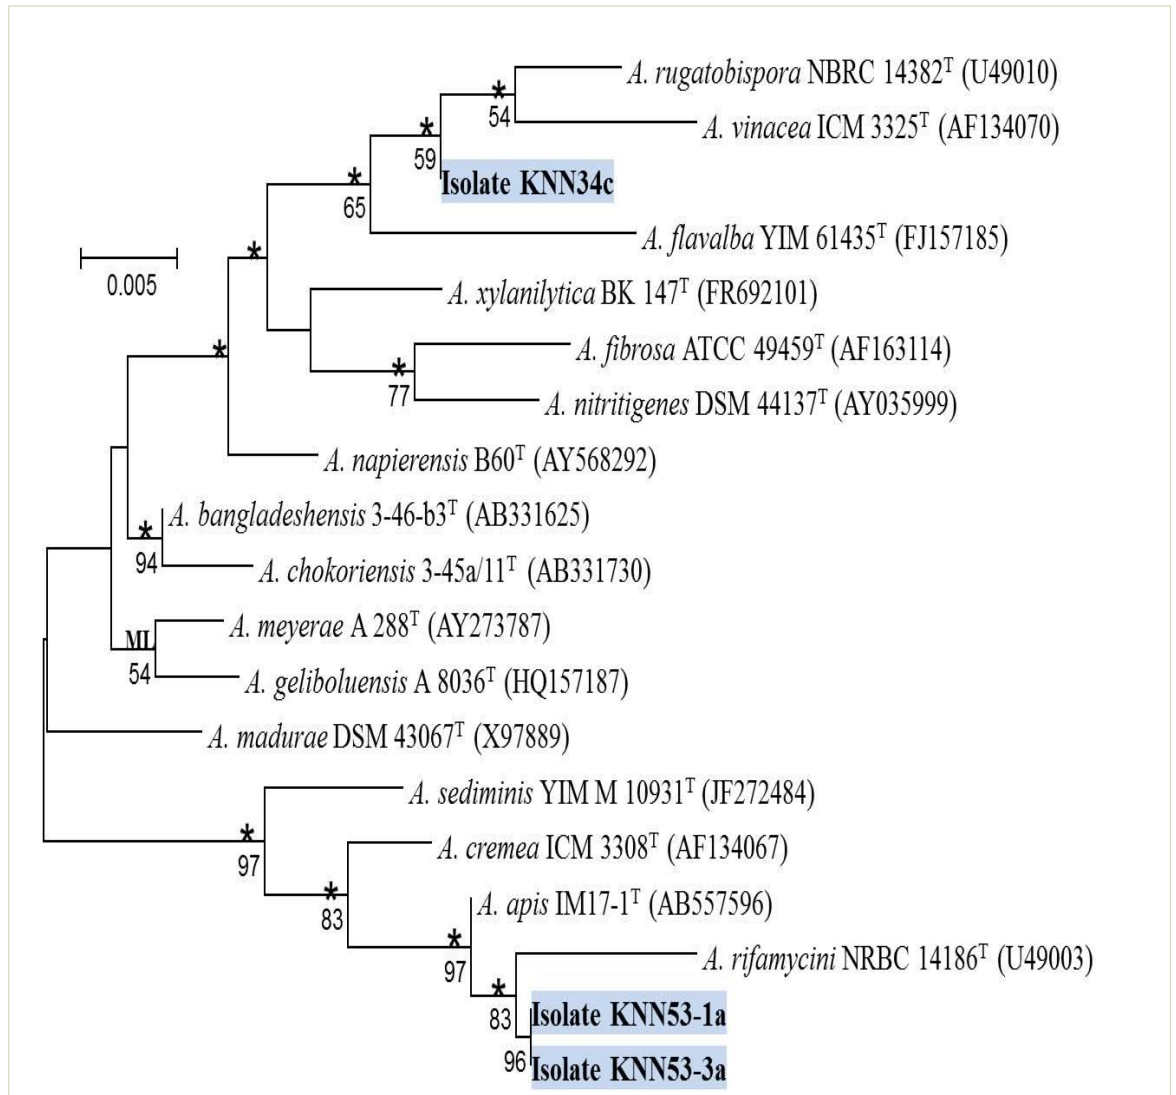 A. rugatobispora NBRC 14382ᵀ (U49010)
*
54
A. vinacea ICM 3325ᵀ (AF134070)
*
59
Isolate KNN34c
*
65
A. flavalba YIM 61435ᵀ (FJ157185)
*
0.005
A. xylanilytica BK 147ᵀ (FR692101)
*
A. fibrosa ATCC 49459ᵀ (AF163114)
*
77
A. nitritigenes DSM 44137ᵀ (AY035999)
A. napierensis B60ᵀ (AY568292)
A. bangladeshensis 3-46-b3ᵀ (AB331625)
*
94
A. chokoriensis 3-45a/11ᵀ (AB331730)
A. meyerae A 288ᵀ (AY273787)
ML
54
A. geliboluensis A 8036ᵀ (HQ157187)
A. madurae DSM 43067ᵀ (X97889)
A. sediminis YIM M 10931ᵀ (JF272484)
*
97
A. cremea ICM 3308ᵀ (AF134067)
*
83
A. apis IM17-1ᵀ (AB557596)
*
97
A. rifamycini NRBC 14186ᵀ (U49003)
*
83
Isolate KNN53-1a
96
Isolate KNN53-3a